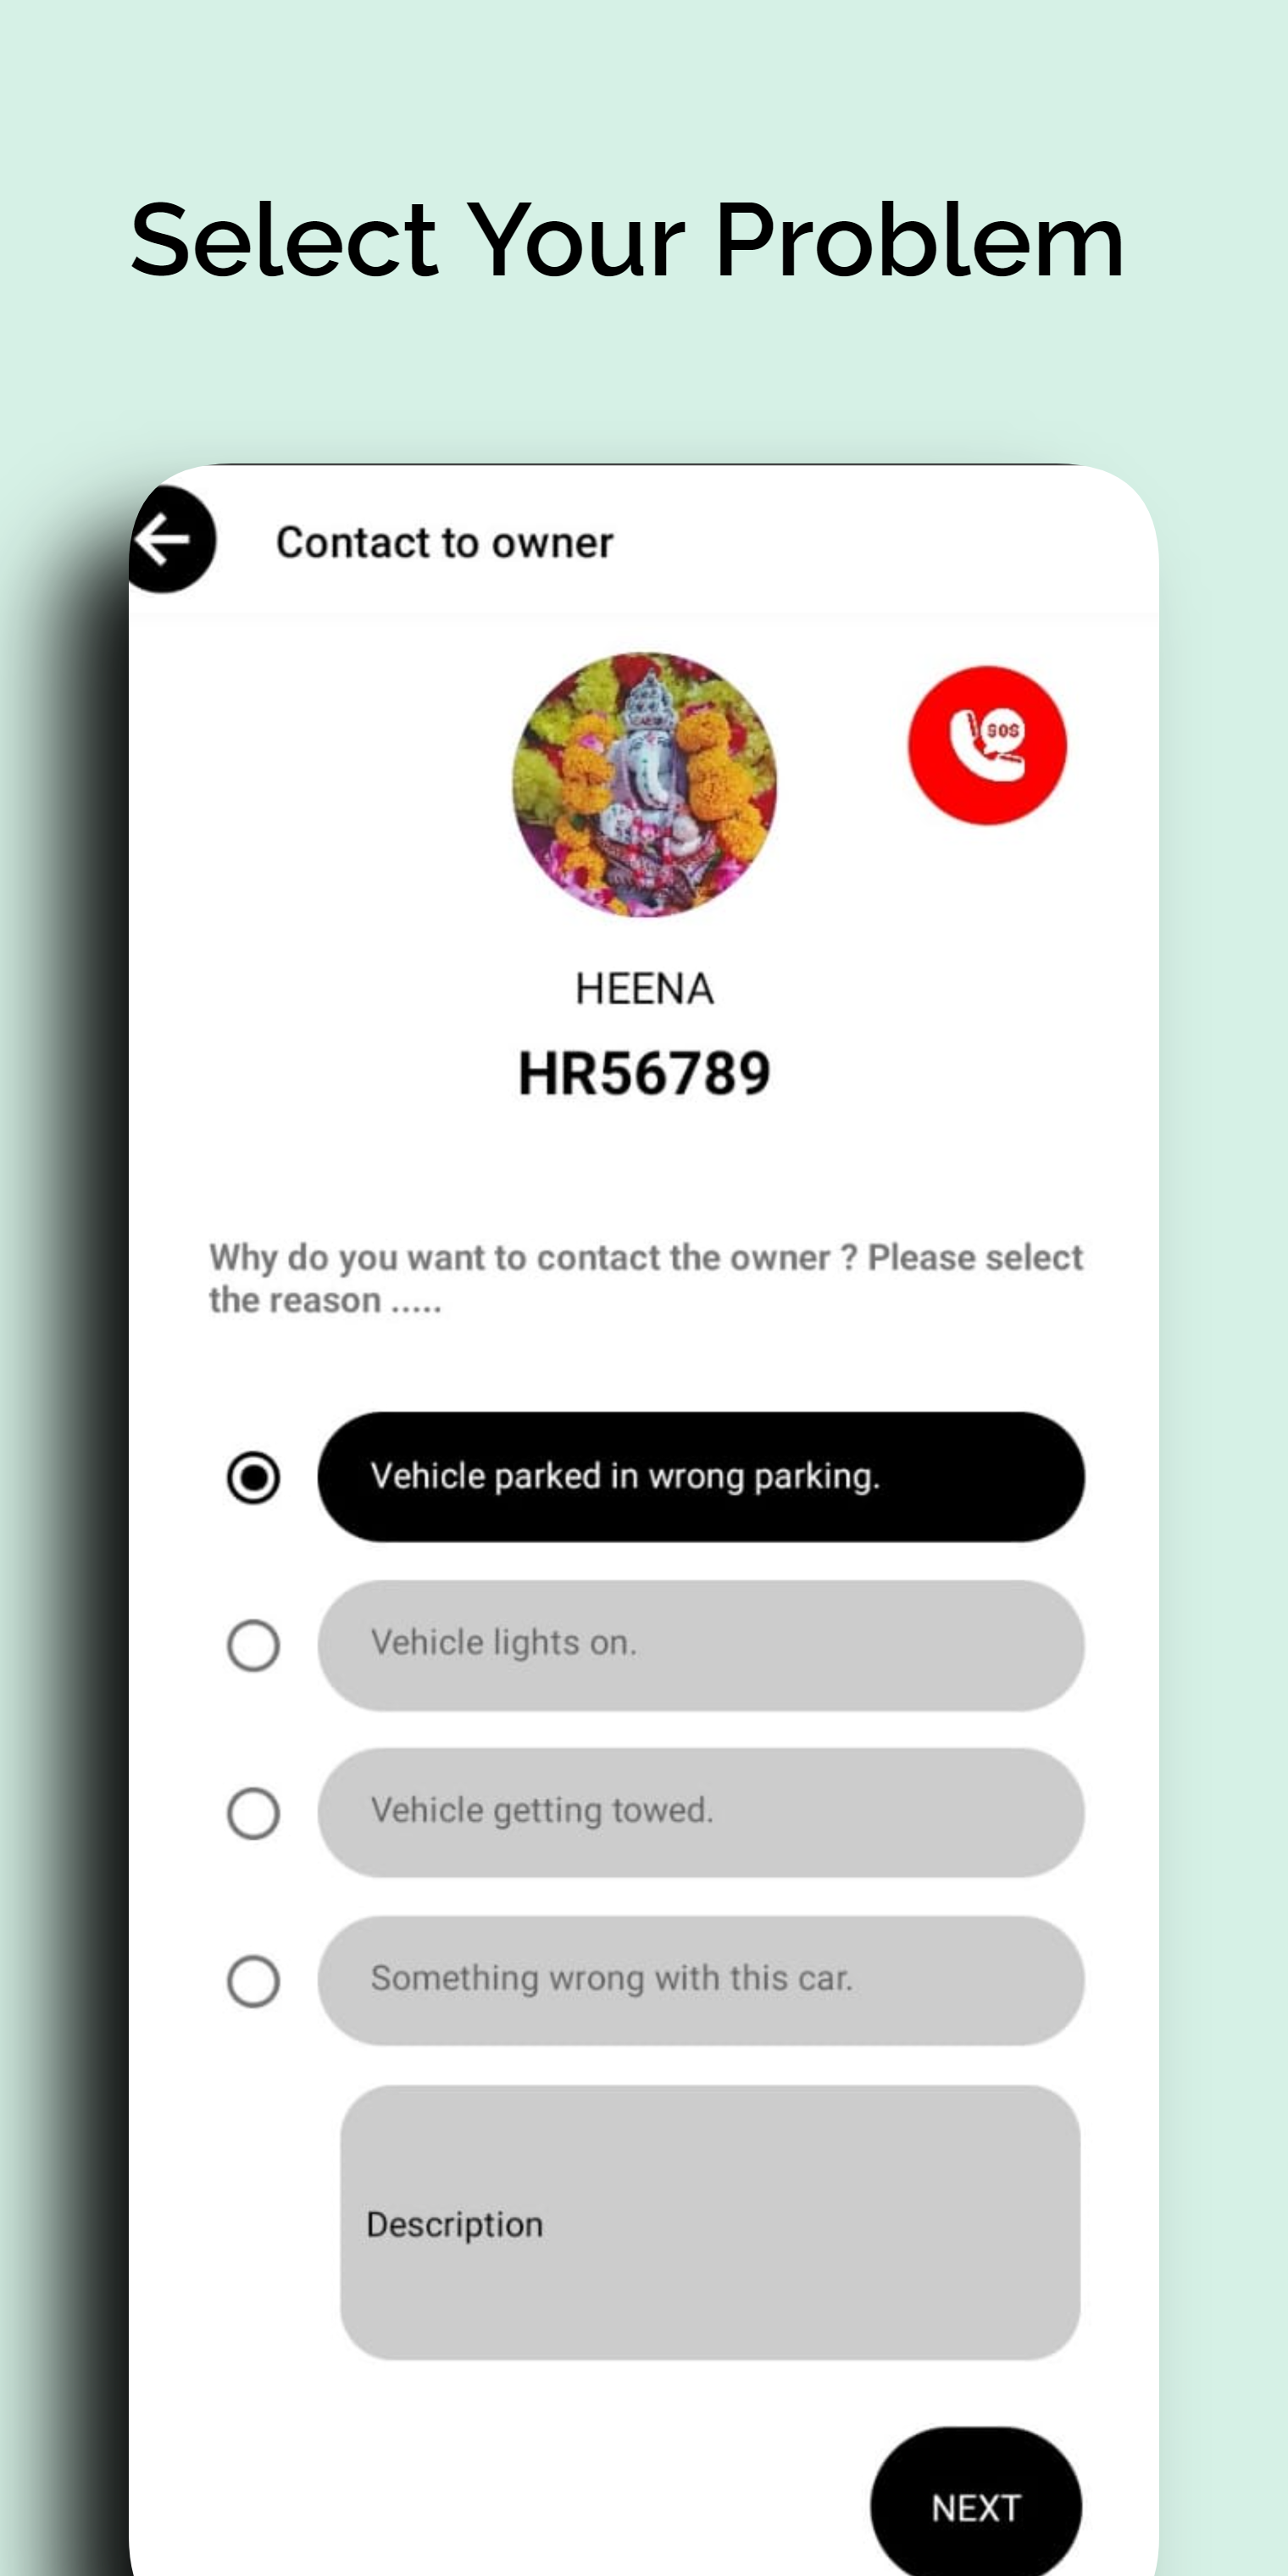 Select Your Problem
Contact to owner
SOS
HEENA
HR56789
Why do you want to contact the owner ? Please select
the reason .....
Vehicle parked in wrong parking.
Vehicle lights on.
Vehicle getting towed.
Something wrong with this car.
Description
NEXT